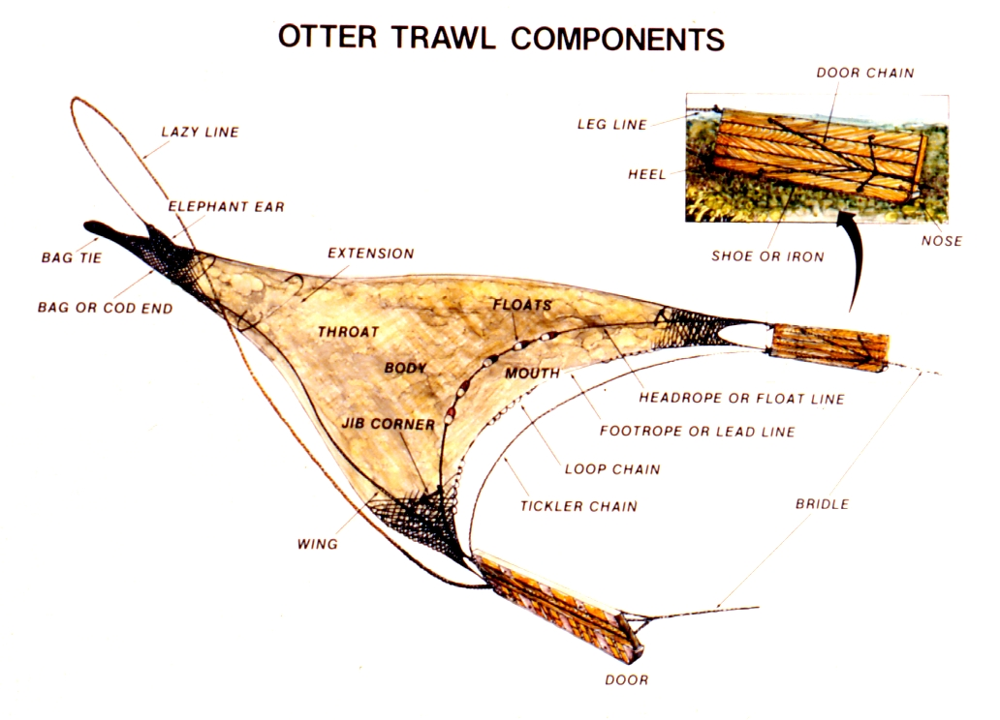 OTTER TRAWL COMPONENTS
DOOR CHAIN
LEG LINE
LAZY LINE
HEEL
ELEPHANT EAR
NOSE
BAG TIE
EXTENSION
SHOE OR IRON
BAG OR COD END
FLOATS
THROAT
BODY
MOUTH
HEADROPE OR FLOAT LINE
JIB CORNER
FOOTROPE OR LEAD LINE
LOOP CHAIN
TICKLER CHAIN
BRIDLE
WING
DOOR